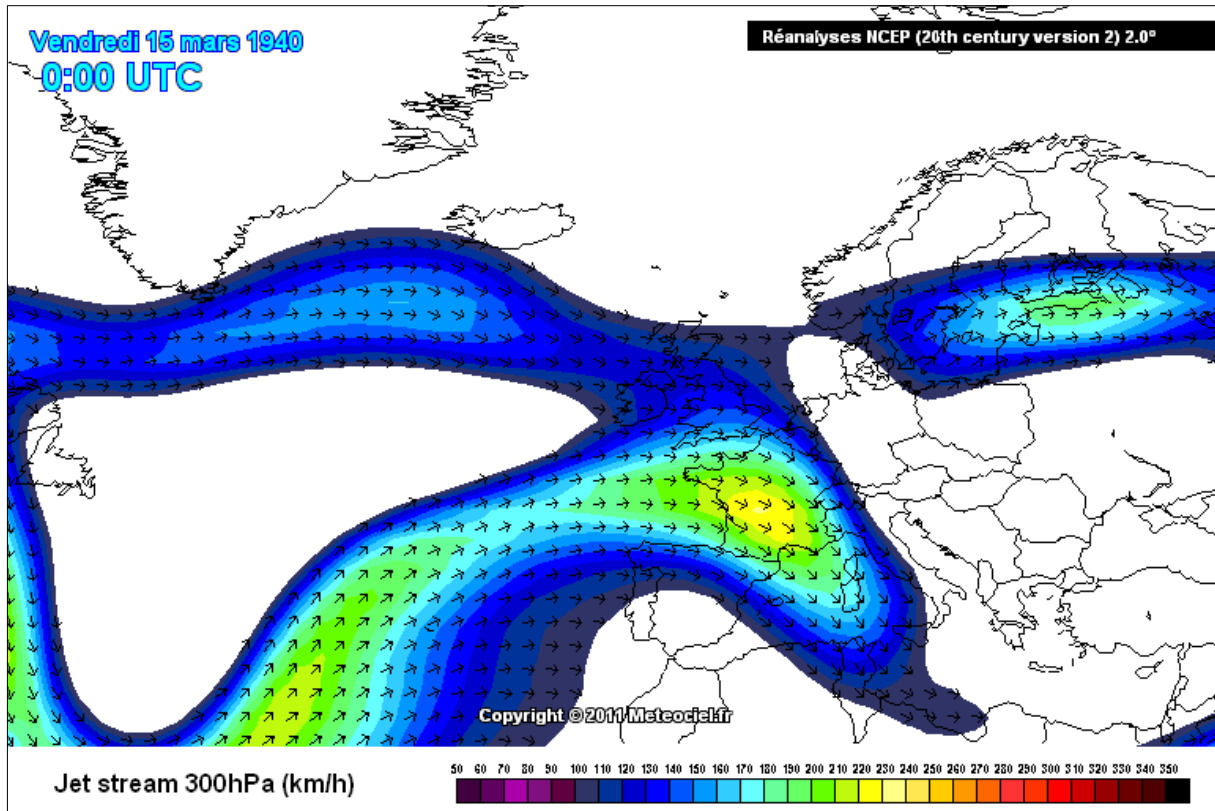 Vendredi 15 mars 1940
0:00 UTC
Réanalyses NCEP (20th century version 2) 2.0°
Copyright © 2011 Meteociel.fr
Jet stream 300hPa (km/h)
50 60 70 80 90 100 110 120 130 140 150 160 170 180 190 200 210 220 230 240 250 260 270 280 290 300 310 320 330 340 350